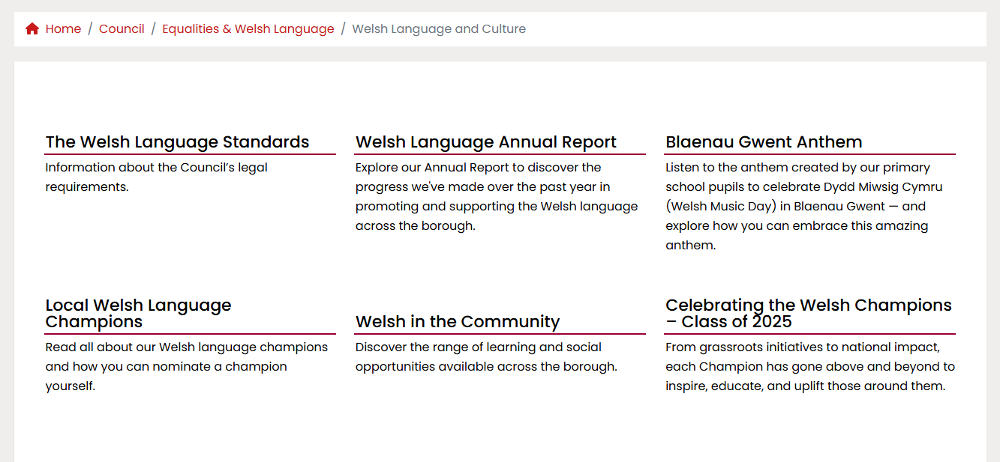 Home / Council / Equalities & Welsh Language / Welsh Language and Culture
The Welsh Language Standards
Information about the Council’s legal
requirements.
Welsh Language Annual Report
Explore our Annual Report to discover the
progress we've made over the past year in
promoting and supporting the Welsh language
across the borough.
Blaenau Gwent Anthem
Listen to the anthem created by our primary
school pupils to celebrate Dydd Miwsig Cymru
(Welsh Music Day) in Blaenau Gwent — and
explore how you can embrace this amazing
anthem.
Local Welsh Language
Champions
Read all about our Welsh language champions
and how you can nominate a champion
yourself.
Welsh in the Community
Discover the range of learning and social
opportunities available across the borough.
Celebrating the Welsh Champions
– Class of 2025
From grassroots initiatives to national impact,
each Champion has gone above and beyond to
inspire, educate, and uplift those around them.